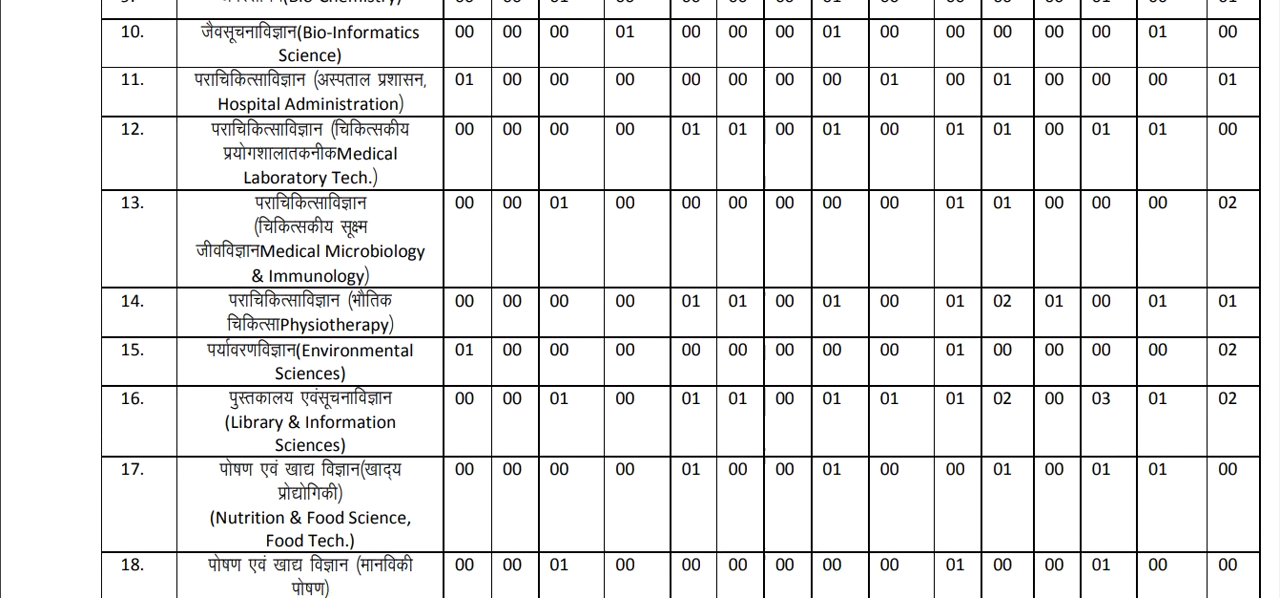 10. जैवसूचनाविज्ञान(Bio-Informatics 00 00 00 01 00 00 00 01 00 00 00 00 00 01 00
Science)
11. पराचिकित्साविज्ञान (अस्पताल प्रशासन, 01 00 00 00 00 00 00 00 01 00 01 00 00 00 01
Hospital Administration)
12. पराचिकित्साविज्ञान (चिकित्सकीय 00 00 00 00 01 01 00 01 00 01 01 00 01 01 00
प्रयोगशालातकनीकMedical
Laboratory Tech.)
13. पराचिकित्साविज्ञान 00 00 01 00 00 00 00 00 00 01 01 00 00 00 02
(चिकित्सकीय सूक्ष्म
जीवविज्ञानMedical Microbiology
& Immunology)
14. पराचिकित्साविज्ञान (भौतिक 00 00 00 00 01 01 00 01 00 01 02 01 00 01 01
चिकित्साPhysiotherapy)
15. पर्यावरणविज्ञान(Environmental 01 00 00 00 00 00 00 00 00 01 00 00 00 00 02
Sciences)
16. पुस्तकालय एवंसूचनाविज्ञान 00 00 01 00 01 01 00 01 01 01 02 00 03 01 02
(Library & Information
Sciences)
17. पोषण एवं खाद्य विज्ञान(खाद्य 00 00 00 00 01 00 00 01 00 00 01 00 01 01 00
प्रोद्योगिकी)
(Nutrition & Food Science,
Food Tech.)
18. पोषण एवं खाद्य विज्ञान (मानविकी 00 00 01 00 00 00 00 00 00 01 00 00 01 00 00
पोषण)